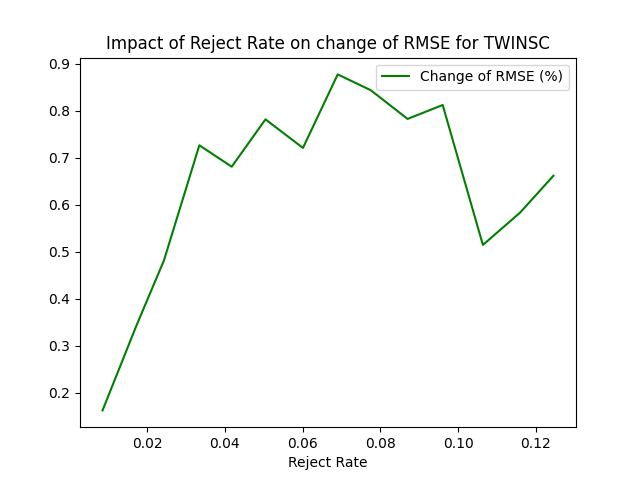 Impact of Reject Rate on change of RMSE for TWINSC
Change of RMSE (%)
0.9
0.8
0.7
0.6
0.5
0.4
0.3
0.2
0.02 0.04 0.06 0.08 0.10 0.12
Reject Rate